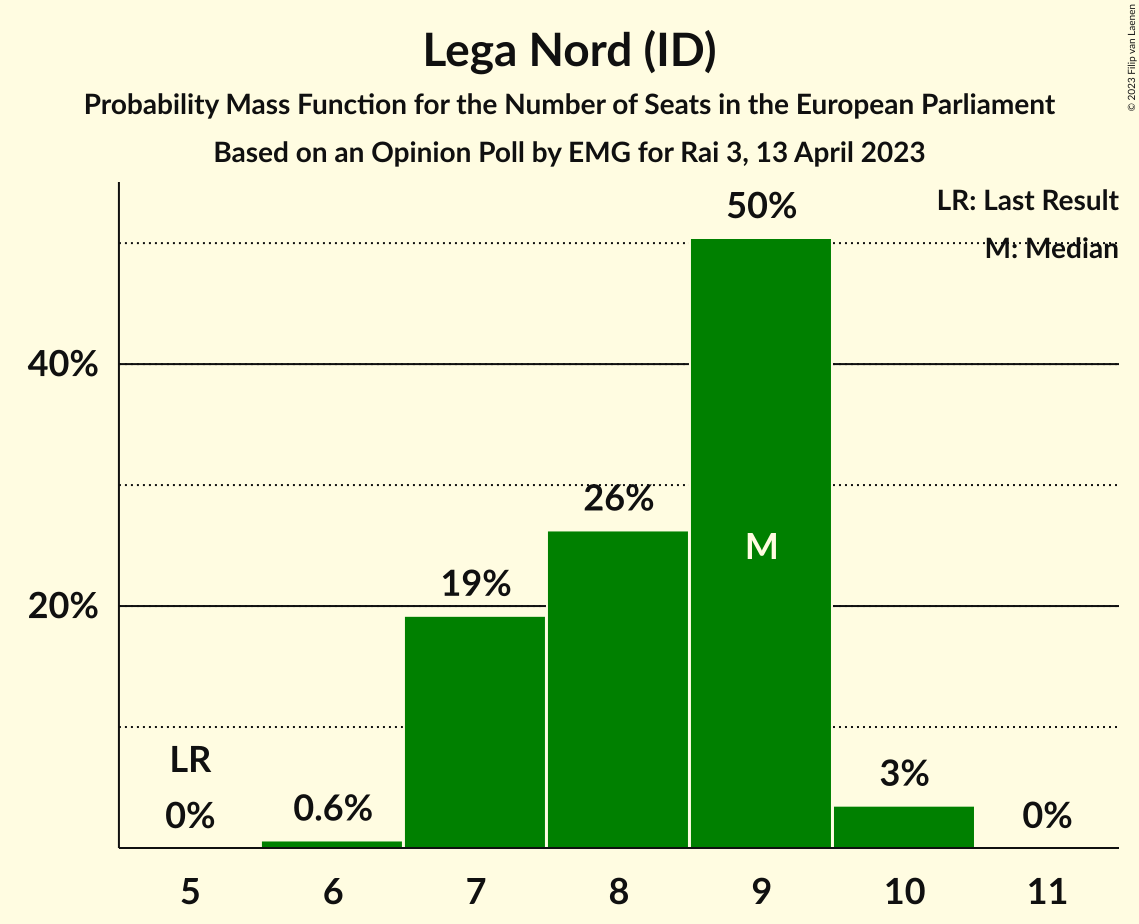 Lega Nord (ID)
Probability Mass Function for the Number of Seats in the European Parliament
Based on an Opinion Poll by EMG for Rai 3, 13 April 2023
© 2023 Filip van Laenen
LR: Last Result
M: Median
50%
40%
26%
M
19%
20%
LR
0%
0.6%
3%
0%
5 6 7 8 9 10 11